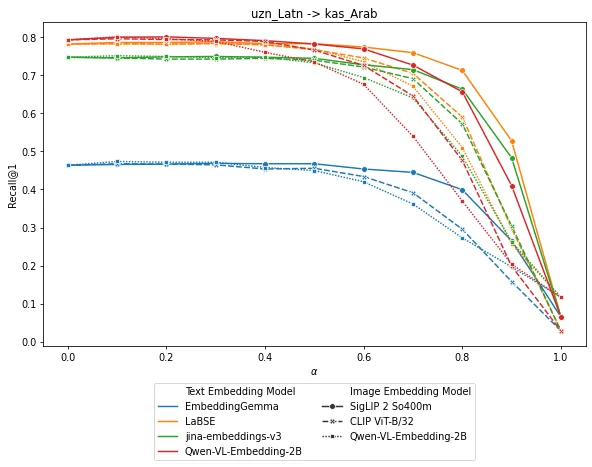 uzn_Latn -> kas_Arab
Recall@1
0.8
0.7
0.6
0.5
0.4
0.3
0.2
0.1
0.0
0.0 0.2 0.4 0.6 0.8 1.0
α
Text Embedding Model Image Embedding Model
EmbeddingGemma SigLIP 2 So400m
LaBSE CLIP ViT-B/32
jina-embeddings-v3 Qwen-VL-Embedding-2B
Qwen-VL-Embedding-2B